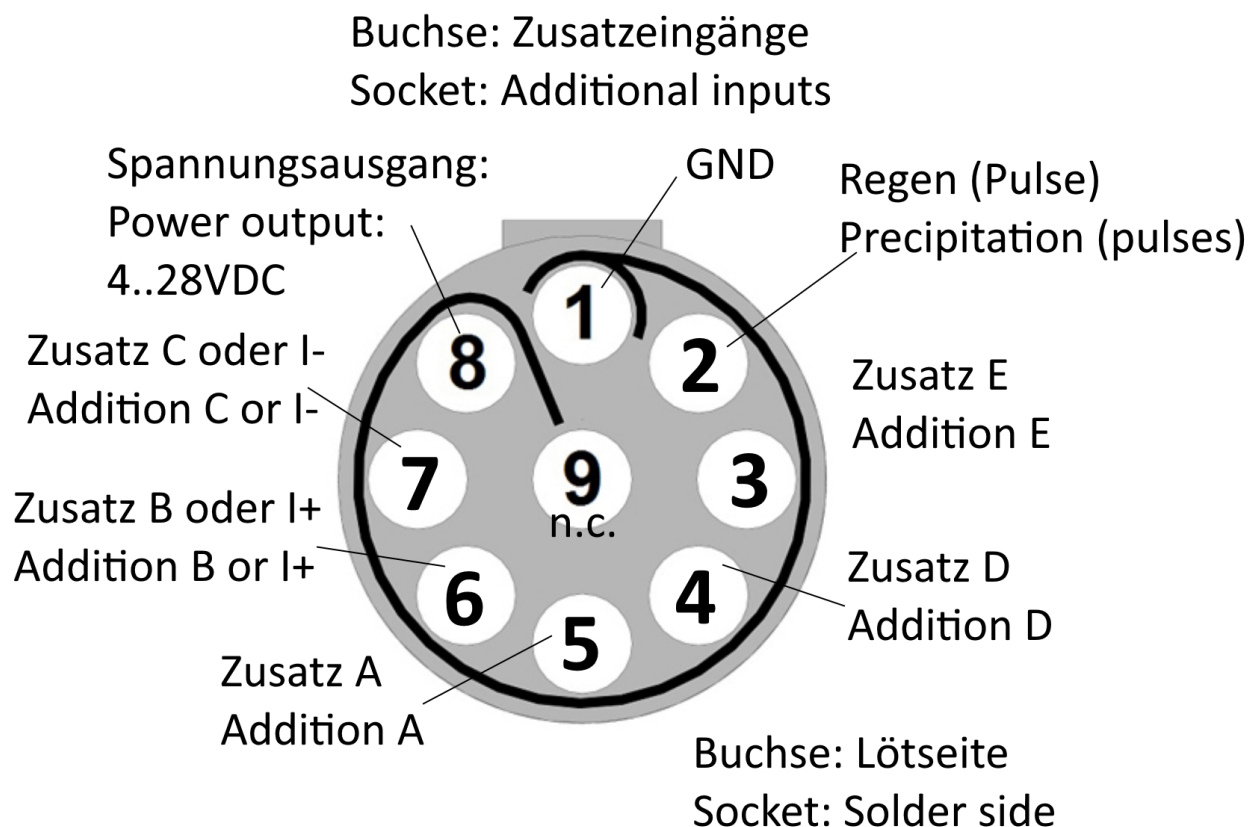 Buchse: Zusatzeingänge
Socket: Additional inputs
Spannungsausgang:
Power output:
4..28VDC
GND
Regen (Pulse)
Precipitation (pulses)
Zusatz C oder I-
Addition C or I-
Zusatz E
Addition E
Zusatz B oder I+
Addition B or I+
Zusatz D
Addition D
Zusatz A
Addition A
1
2
3
4
5
6
7
8
9
n.c.
Buchse: Lötseite
Socket: Solder side